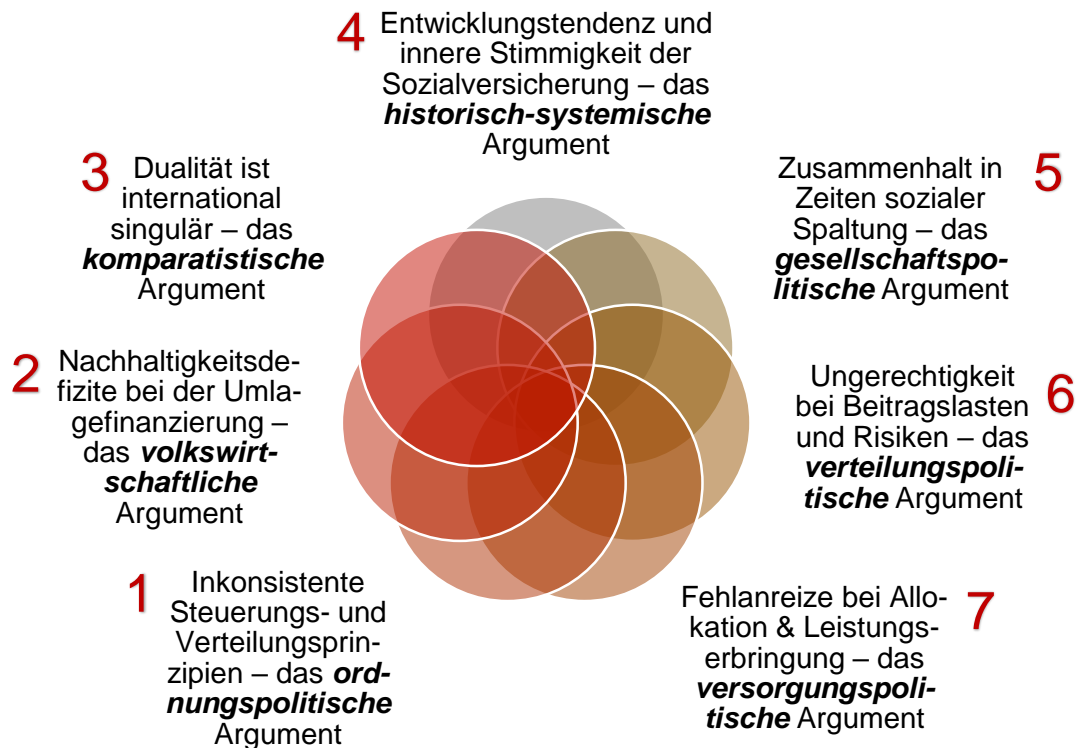 4
Entwicklungstendenz und
innere Stimmigkeit der
Sozialversicherung – das
historisch-systemische
Argument
3
Dualität ist
international
singulär – das
komparatistische
Argument
5
Zusammenhalt in
Zeiten sozialer
Spaltung – das
gesellschaftspo-
litische Argument
2
Nachhaltigkeitsde-
fizite bei der Umla-
gefinanzierung –
das volkswirt-
schaftliche
Argument
6
Ungerechtigkeit
bei Beitragslasten
und Risiken – das
verteilungspoli-
tische Argument
1
Inkonsistente
Steuerungs- und
Verteilungsprin-
zipien – das ord-
nungspolitische
Argument
7
Fehlanreize bei Allo-
kation & Leistungs-
erbringung – das
versorgungspoli-
tische Argument